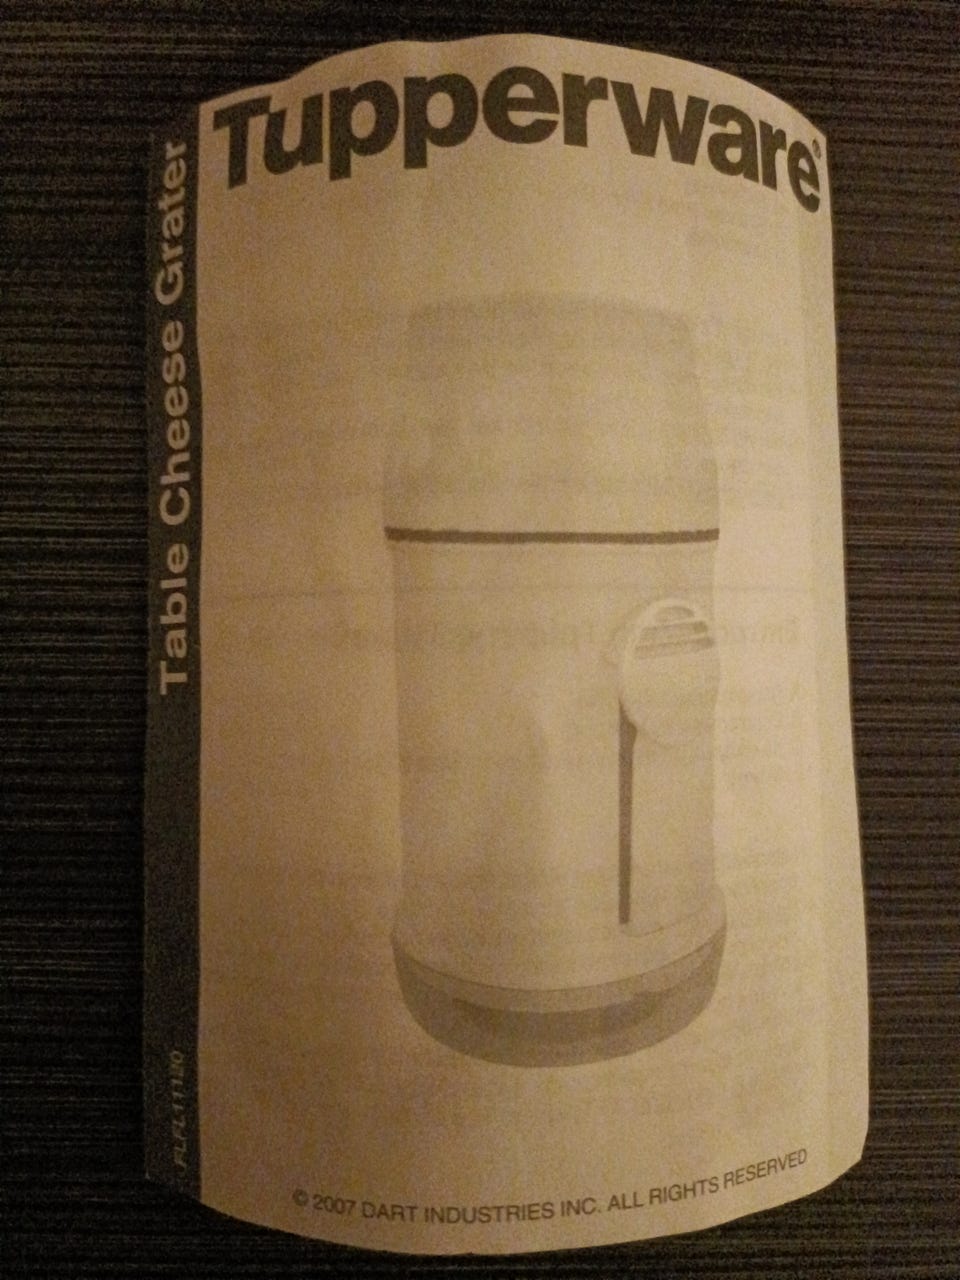 Tupperware®
Table Cheese Grater
© 2007 DART INDUSTRIES INC. ALL RIGHTS RESERVED